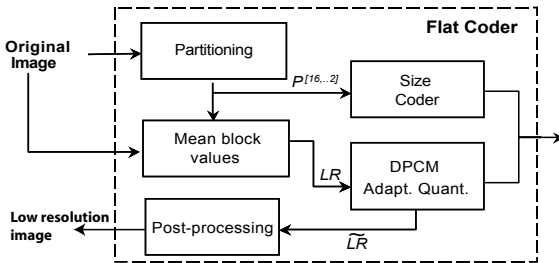 Flat Coder
Original
Image
Partitioning
P[16,..2]
Size
Coder
Mean block
values
LR
DPCM
Adapt. Quant.
Low resolution
image
Post-processing
L͠R